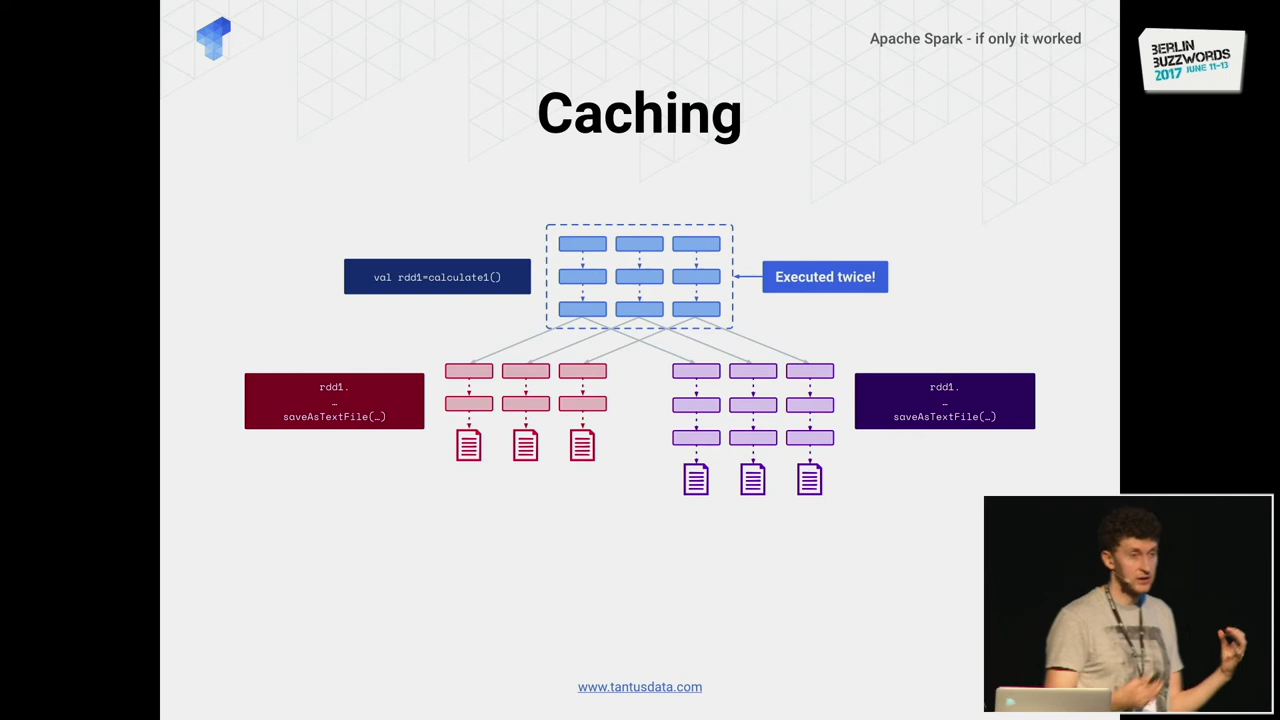 Apache Spark - if only it worked
BERLIN
BUZZWORDS
2017 JUNE 11-13
Caching
val rdd1=calculate1()
Executed twice!
rdd1.
…
saveAsTextFile(…)
rdd1.
…
saveAsTextFile(…)
www.tantusdata.com